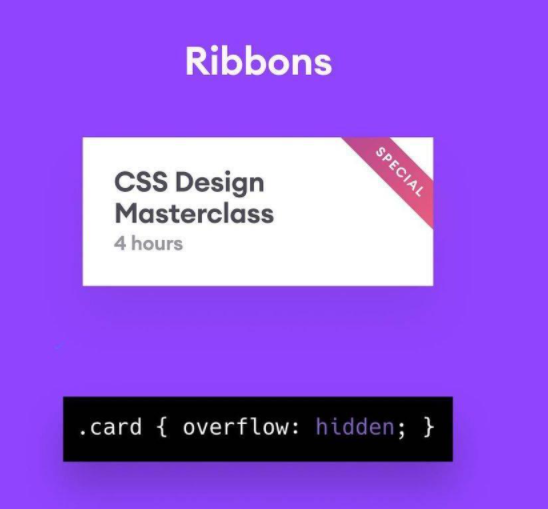 Ribbons
SPECIAL
CSS Design
Masterclass
4 hours
.card { overflow: hidden; }